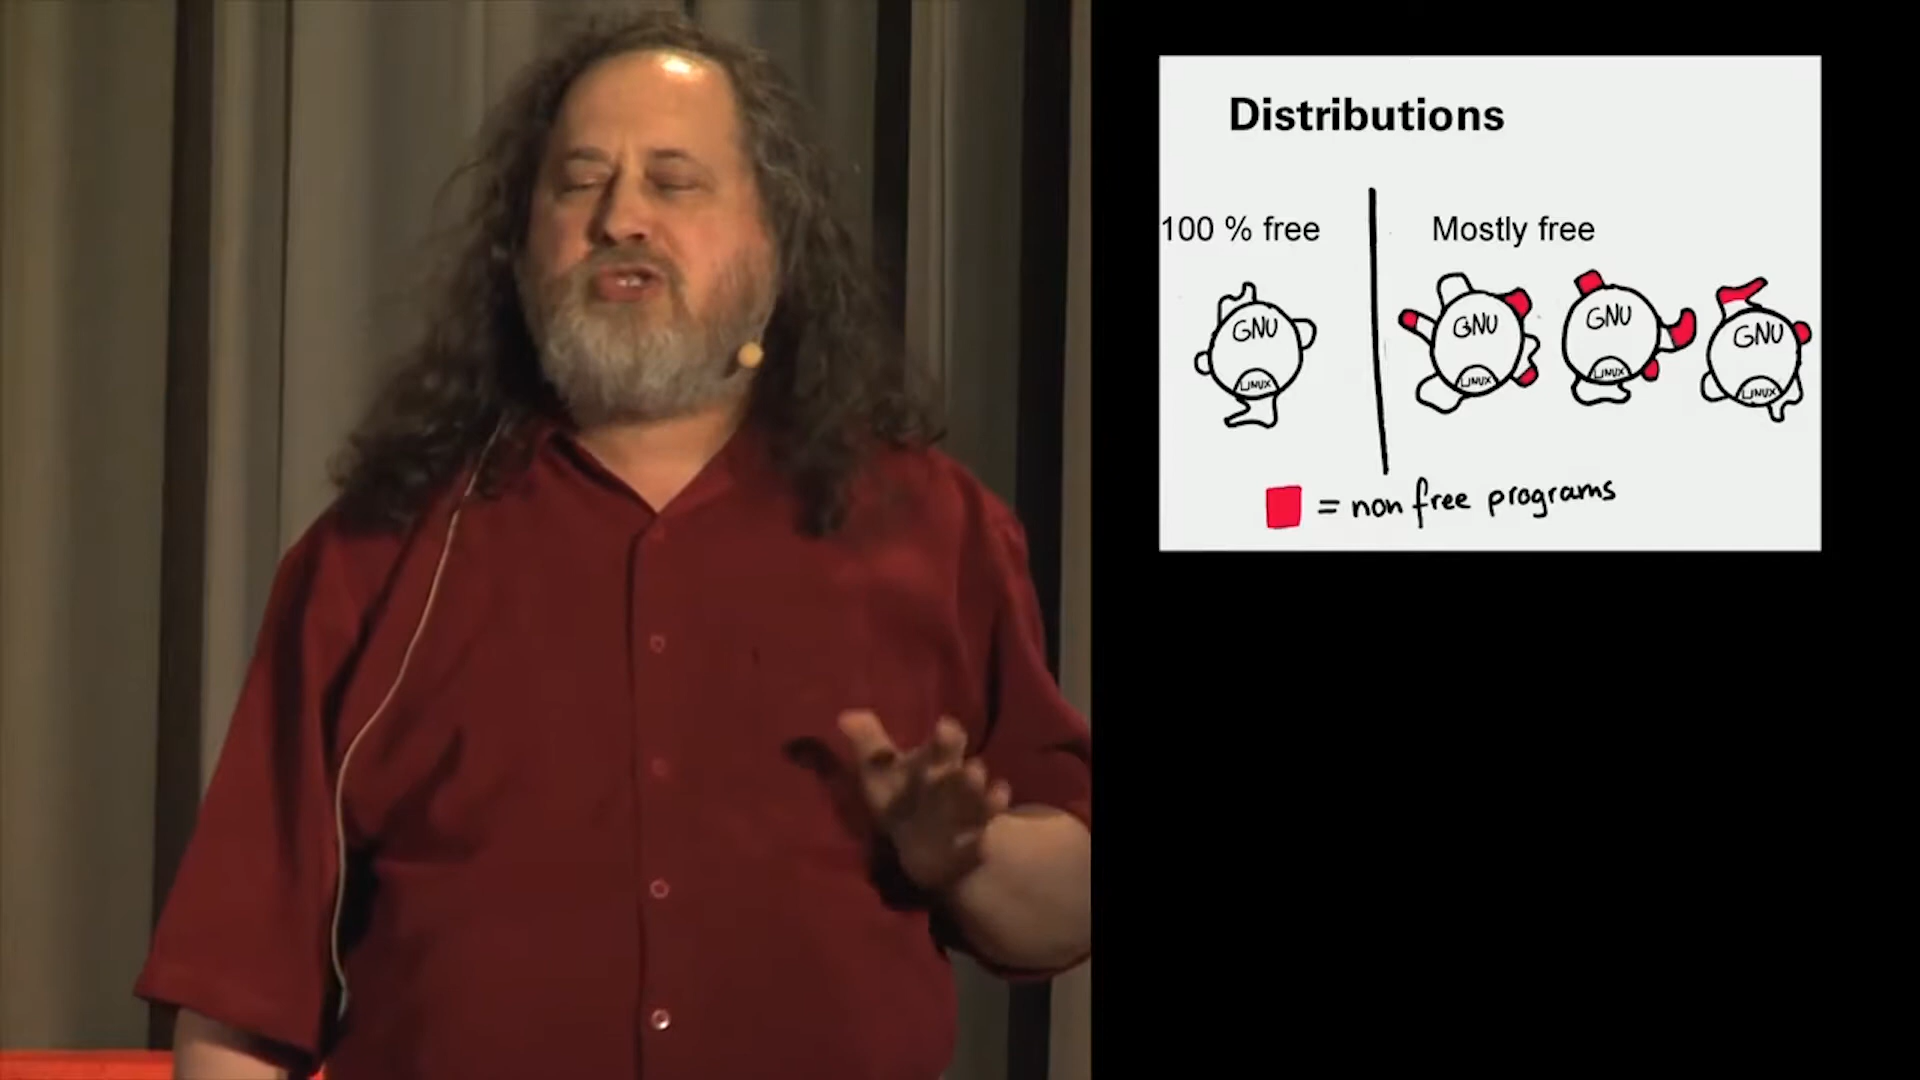 Distributions
100 % free
Mostly free
GNU
LINUX
GNU
LINUX
GNU
LINUX
GNU
LINUX
= non free programs